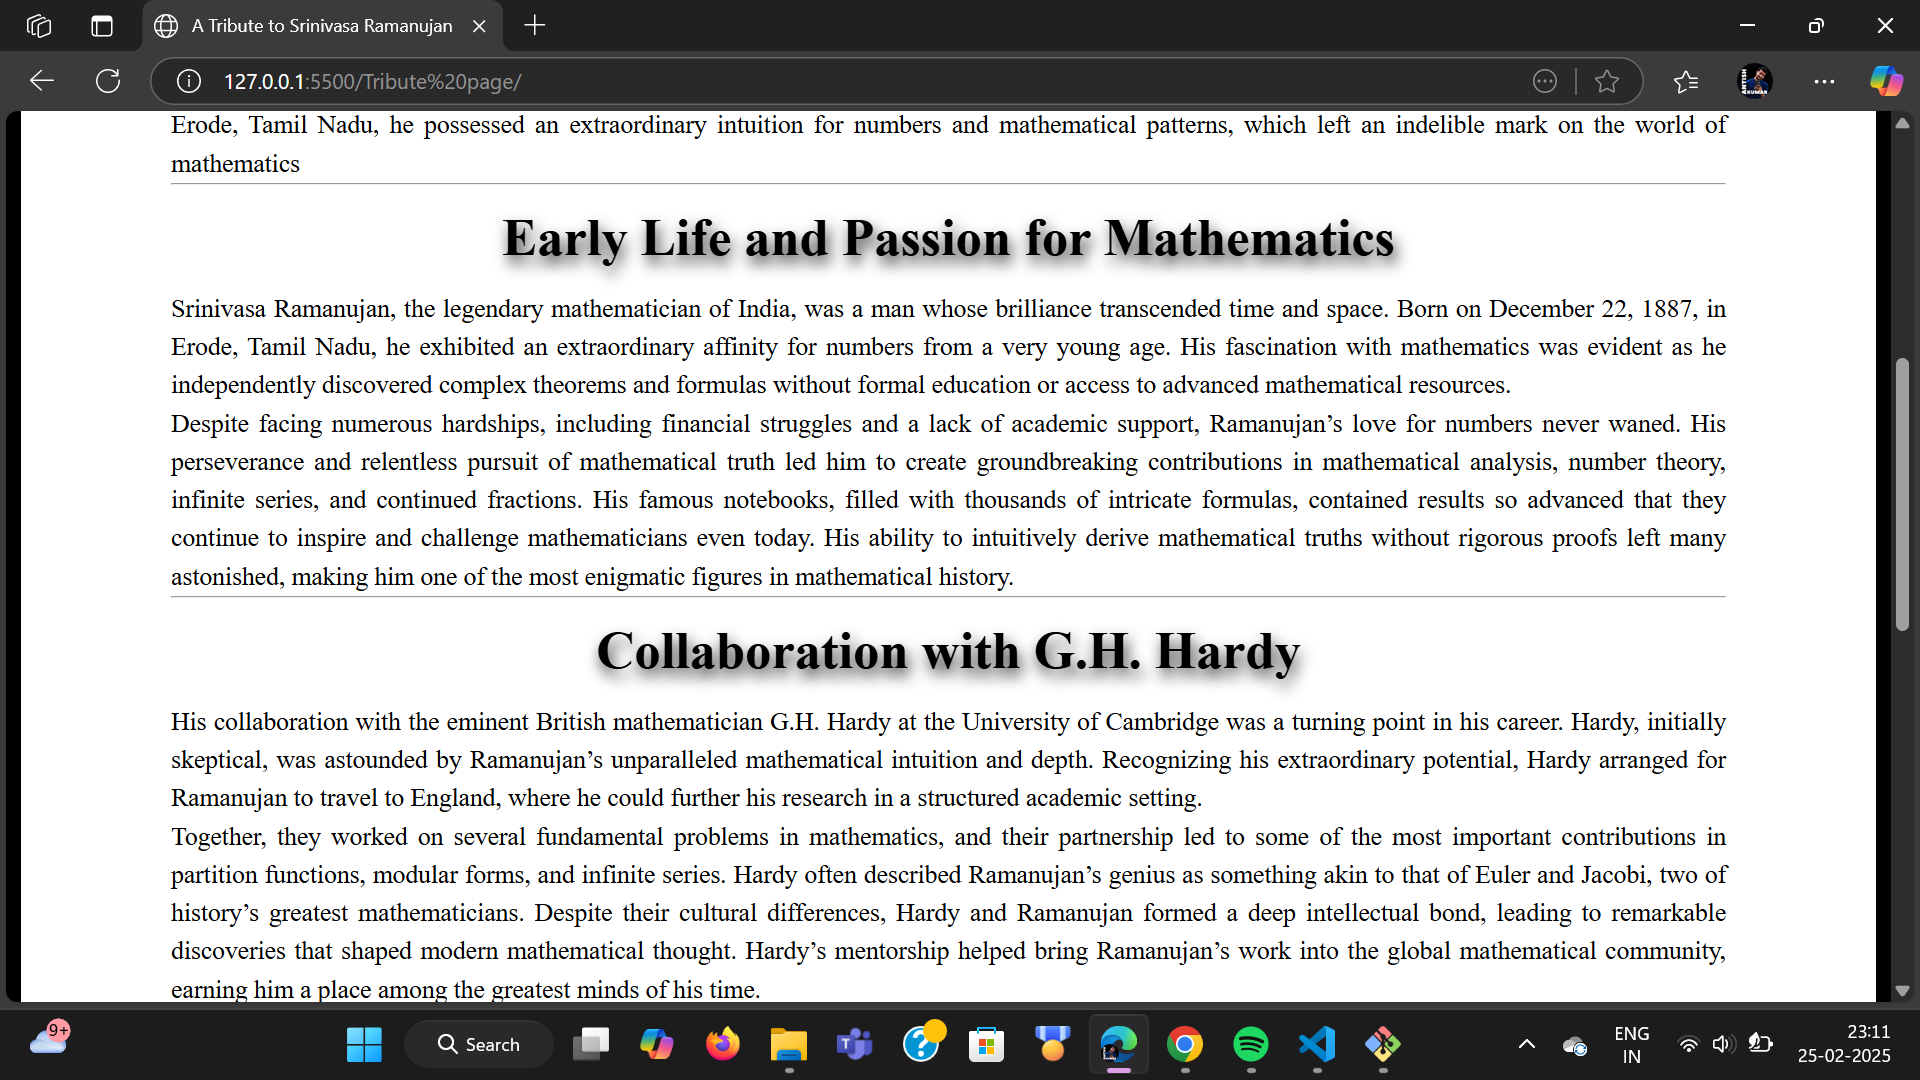 A Tribute to Srinivasa Ramanujan
127.0.0.1:5500/Tribute%20page/
Erode, Tamil Nadu, he possessed an extraordinary intuition for numbers and mathematical patterns, which left an indelible mark on the world of
mathematics
Early Life and Passion for Mathematics
Srinivasa Ramanujan, the legendary mathematician of India, was a man whose brilliance transcended time and space. Born on December 22, 1887, in
Erode, Tamil Nadu, he exhibited an extraordinary affinity for numbers from a very young age. His fascination with mathematics was evident as he
independently discovered complex theorems and formulas without formal education or access to advanced mathematical resources.
Despite facing numerous hardships, including financial struggles and a lack of academic support, Ramanujan’s love for numbers never waned. His
perseverance and relentless pursuit of mathematical truth led him to create groundbreaking contributions in mathematical analysis, number theory,
infinite series, and continued fractions. His famous notebooks, filled with thousands of intricate formulas, contained results so advanced that they
continue to inspire and challenge mathematicians even today. His ability to intuitively derive mathematical truths without rigorous proofs left many
astonished, making him one of the most enigmatic figures in mathematical history.
Collaboration with G.H. Hardy
His collaboration with the eminent British mathematician G.H. Hardy at the University of Cambridge was a turning point in his career. Hardy, initially
skeptical, was astounded by Ramanujan’s unparalleled mathematical intuition and depth. Recognizing his extraordinary potential, Hardy arranged for
Ramanujan to travel to England, where he could further his research in a structured academic setting.
Together, they worked on several fundamental problems in mathematics, and their partnership led to some of the most important contributions in
partition functions, modular forms, and infinite series. Hardy often described Ramanujan’s genius as something akin to that of Euler and Jacobi, two of
history’s greatest mathematicians. Despite their cultural differences, Hardy and Ramanujan formed a deep intellectual bond, leading to remarkable
discoveries that shaped modern mathematical thought. Hardy’s mentorship helped bring Ramanujan’s work into the global mathematical community,
earning him a place among the greatest minds of his time.
9+
Search
ENG
IN
23:11
25-02-2025